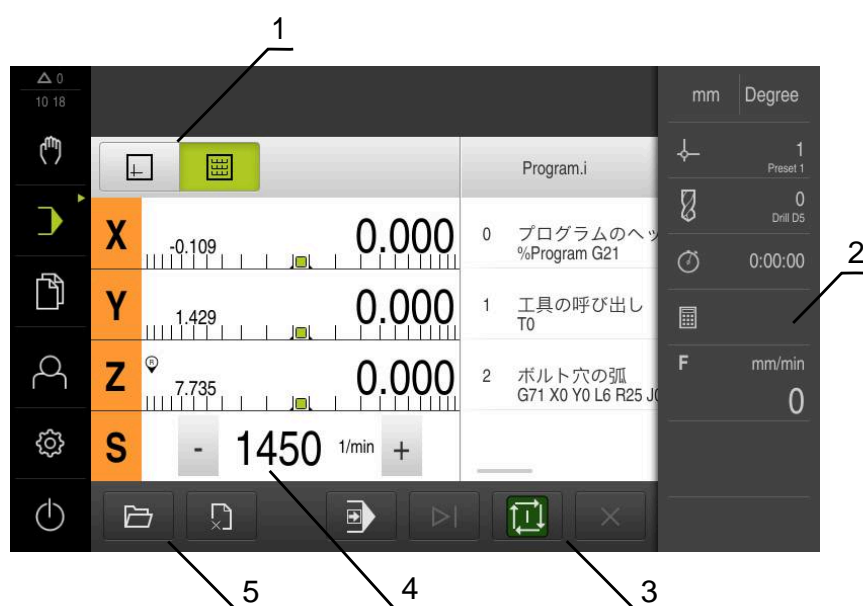 1
0
10 18
mm Degree
1
Preset 1
0
Drill D5
0:00:00
2
F mm/min
0
Program.i
X -0.109 0.000
Y 1.429 0.000
Z R 7.735 0.000
S - 1450 1/min +
0 プログラムのヘッ
%Program G21
1 工具の呼び出し
T0
2 ボルト穴の弧
G71 X0 Y0 L6 R25 J0
5 4 3